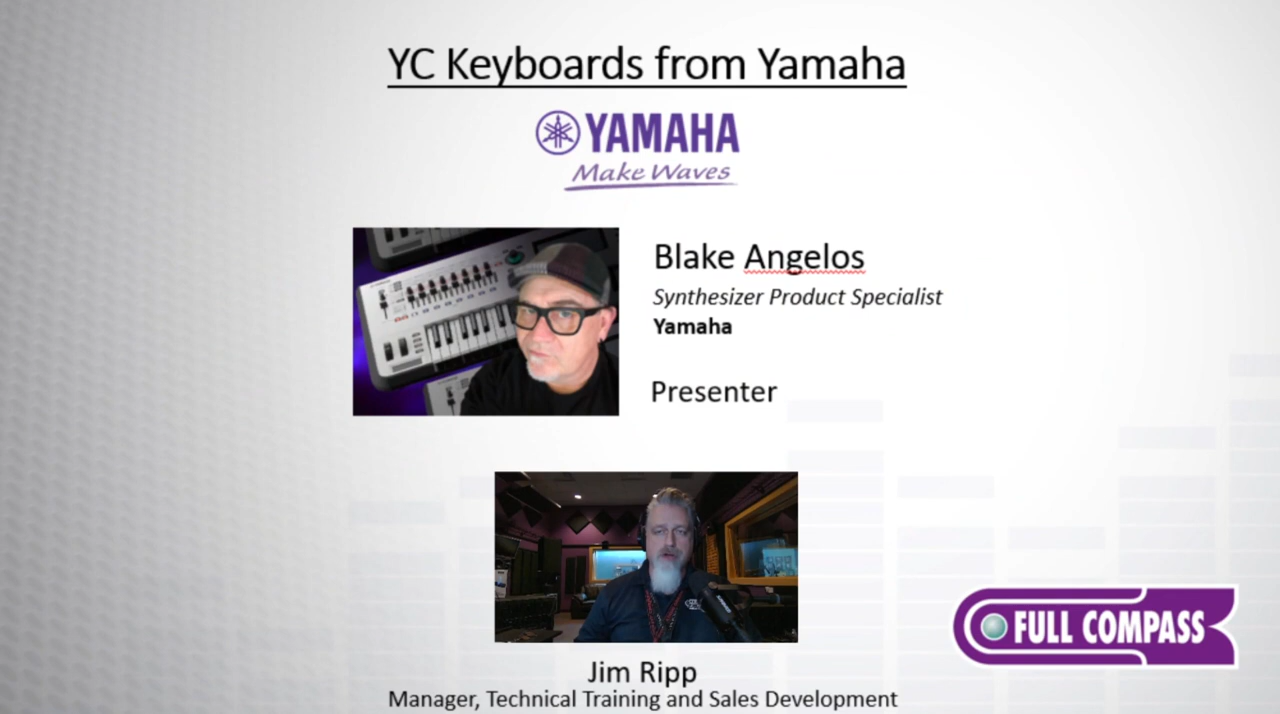 YC Keyboards from Yamaha
YAMAHA
Make Waves
Blake Angelos
Synthesizer Product Specialist
Yamaha
Presenter
FULL COMPASS
Jim Ripp
Manager, Technical Training and Sales Development